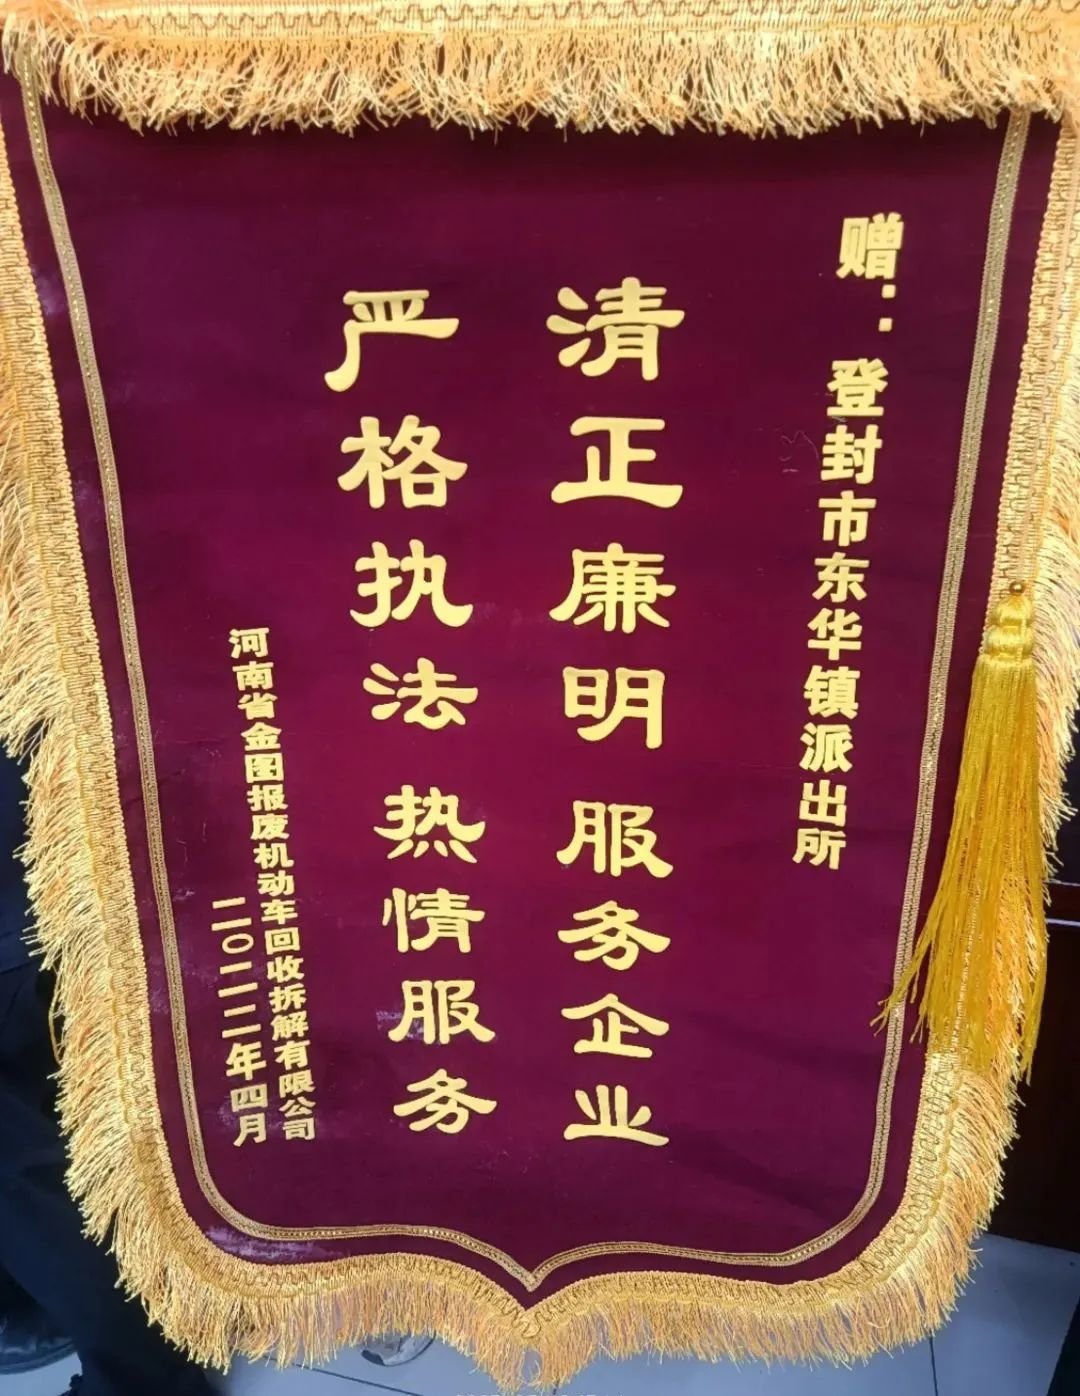 赠：登封市东华镇派出所
清正廉明 服务企业
严格执法 热情服务
河南省金图报废机动车回收拆解有限公司
二〇二二年四月